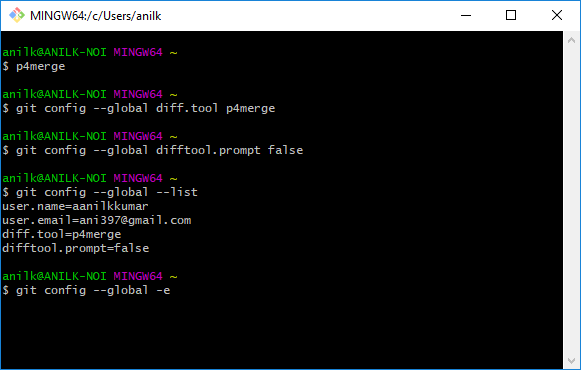 MINGW64:/c/Users/anilk
anilk@ANILK-NOI MINGW64 ~
$ p4merge
anilk@ANILK-NOI MINGW64 ~
$ git config --global diff.tool p4merge
anilk@ANILK-NOI MINGW64 ~
$ git config --global difftool.prompt false
anilk@ANILK-NOI MINGW64 ~
$ git config --global --list
user.name=aanilkkumar
user.email=ani397@gmail.com
diff.tool=p4merge
difftool.prompt=false
anilk@ANILK-NOI MINGW64 ~
$ git config --global -e